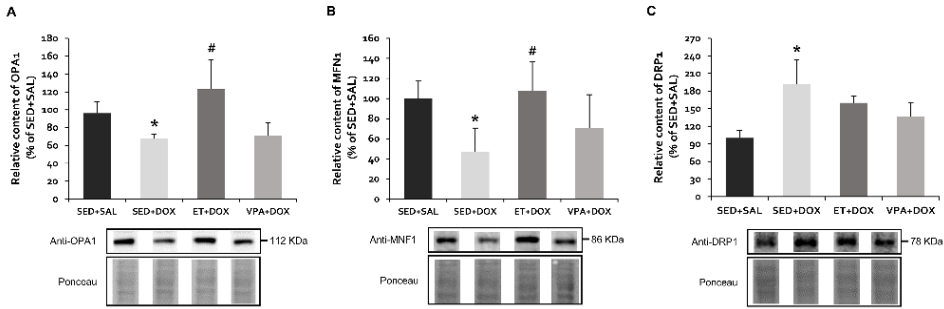 A
Relative content of OPA1
(% of SED+SAL)
180
160
140
120
100
80
60
40
20
0
*
#
SED+SAL SED+DOX ET+DOX VPA+DOX
Anti-OPA1
112 KDa
Ponceau
B
Relative content of MFN1
(% of SED+SAL)
160
140
120
100
80
60
40
20
0
*
#
SED+SAL SED+DOX ET+DOX VPA+DOX
Anti-MNF1
86 KDa
Ponceau
C
Relative content of DRP1
(% of SED+SAL)
270
240
210
180
150
120
90
60
30
0
*
SED+SAL SED+DOX ET+DOX VPA+DOX
Anti-DRP1
78 KDa
Ponceau